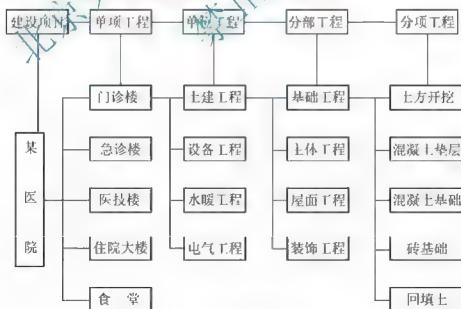 建设项目 单项工程 单位工程 分部工程 分项工程
门诊楼 土建工程 基础工程 土方开挖
某医院
急诊楼 设备工程 主体工程 混凝土垫层
医技楼 水暖工程 屋面工程 混凝土基础
住院大楼 电气工程 装饰工程 砖基础
食堂 回填土